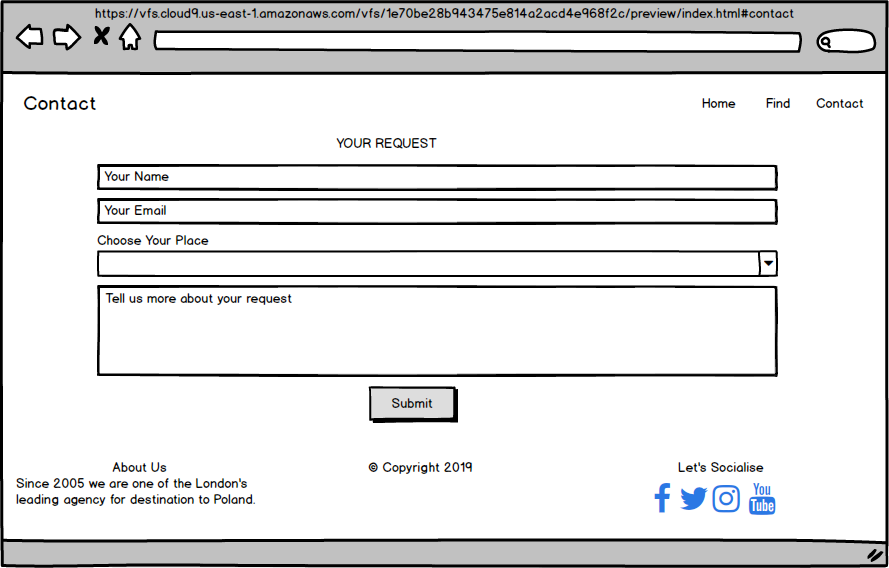 https://vfs.cloud9.us-east-1.amazonaws.com/vfs/1e70be28b943475e814a2acd4e968f2c/preview/index.html#contact
Contact
Home Find Contact
YOUR REQUEST
Your Name
Your Email
Choose Your Place
Tell us more about your request
Submit
About Us
Since 2005 we are one of the London's
leading agency for destination to Poland.
© Copyright 2019
Let's Socialise
You
Tube